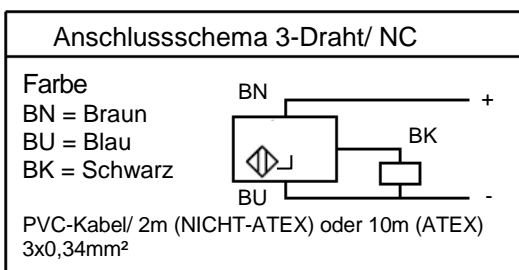 Anschlussschema 3-Draht/ NC
Farbe
BN = Braun
BU = Blau
BK = Schwarz
BN
+
BK
BU
-
PVC-Kabel/ 2m (NICHT-ATEX) oder 10m (ATEX)
3x0,34mm²